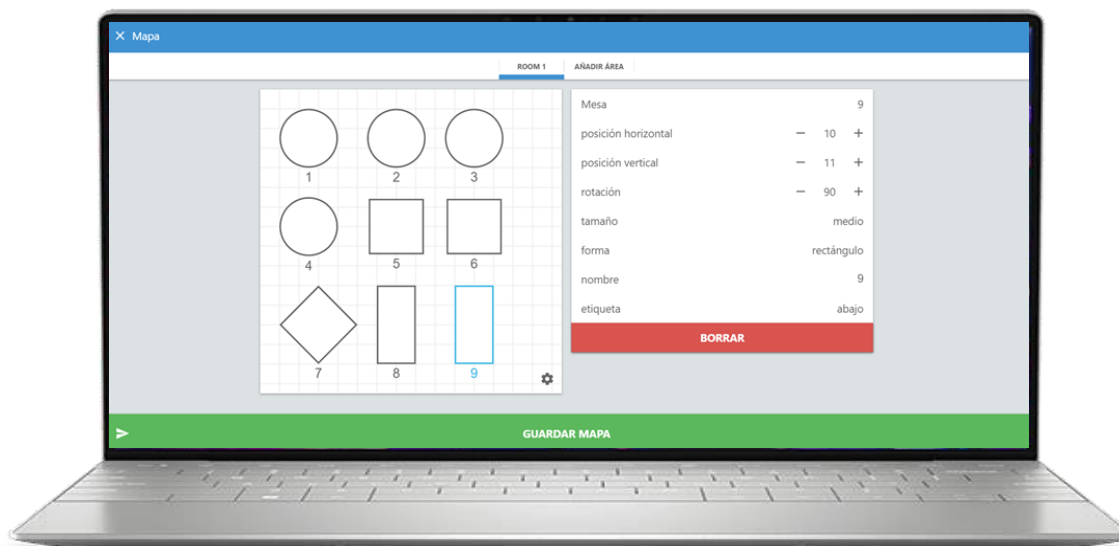 × Mapa
ROOM 1 AÑADIR ÁREA
1 2 3
4 5 6
7 8 9
Mesa 9
posición horizontal − 10 +
posición vertical − 11 +
rotación − 90 +
tamaño medio
forma rectángulo
nombre 9
etiqueta abajo
BORRAR
GUARDAR MAPA